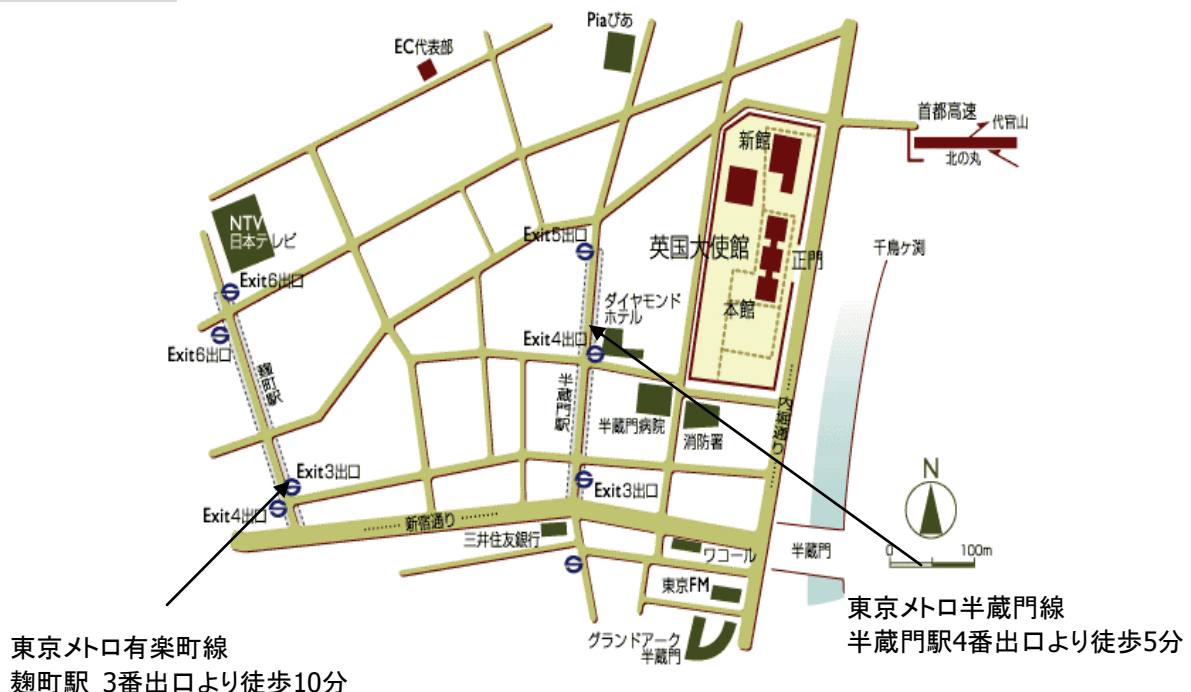 Piaぴあ
EC代表部
首都高速
代官山
北の丸
新館
NTV
日本テレビ
Exit5出口
英国大使館
正門
千鳥ケ渕
Exit6出口
ダイヤモンド
ホテル
本館
Exit4出口
Exit6出口
麹町駅
半蔵門駅
内堀通り
半蔵門病院
消防署
N
Exit3出口
Exit3出口
Exit4出口
新宿通り
三井住友銀行
ワコール
半蔵門
0
100m
東京FM
グランドアーク
半蔵門
東京メトロ半蔵門線
半蔵門駅4番出口より徒歩5分
東京メトロ有楽町線
麹町駅 3番出口より徒歩10分